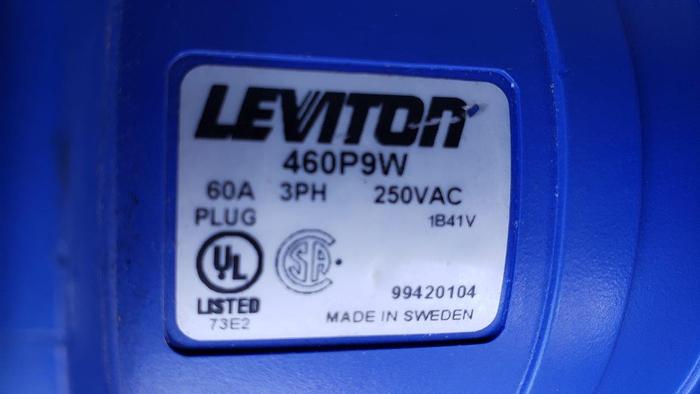 LEVITON
460P9W
60A 3PH 250VAC
PLUG 1B41V
UL SA
LISTED 99420104
73E2 MADE IN SWEDEN